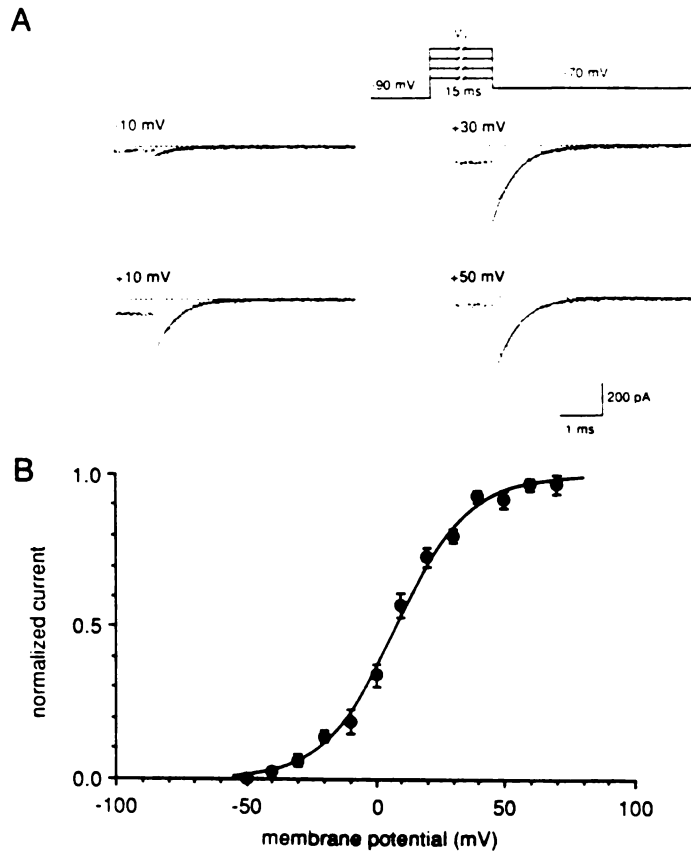 A
-90 mV
15 ms
-70 mV
-10 mV
+30 mV
+10 mV
+50 mV
200 pA
1 ms
B
1.0
0.5
0.0
normalized current
-100
-50
0
50
100
membrane potential (mV)